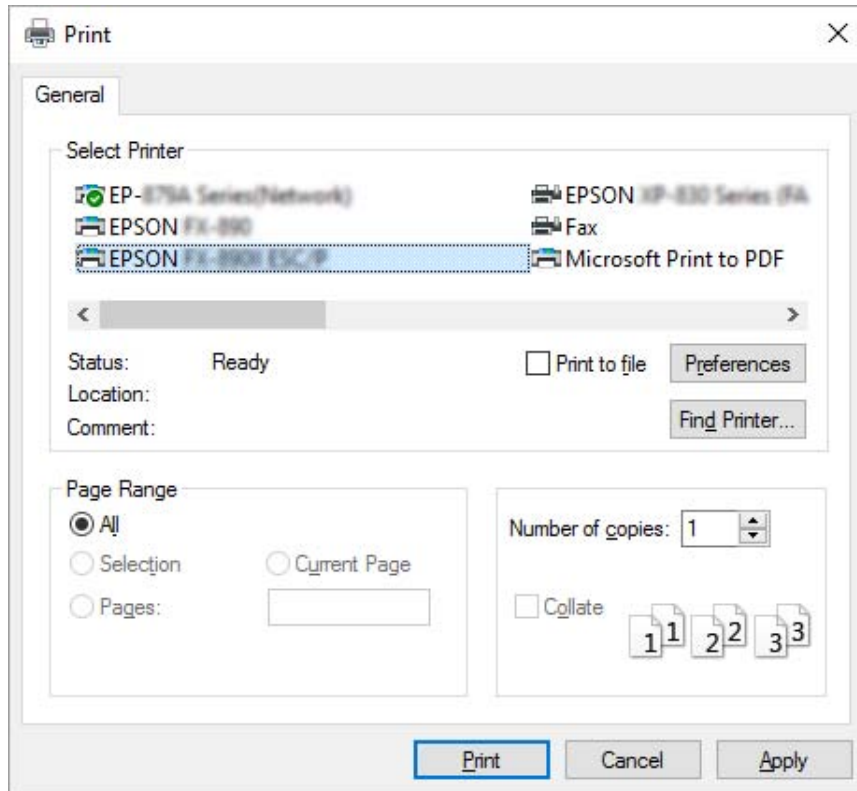 Print
General
Select Printer
EP-
EPSON
EPSON
EPSON
Fax
Microsoft Print to PDF
Status: Ready
Location:
Comment:
Print to file
Preferences
Find Printer...
Page Range
All
Selection
Current Page
Pages:
Number of copies: 1
Collate
1 1 2 2 3 3
Print
Cancel
Apply